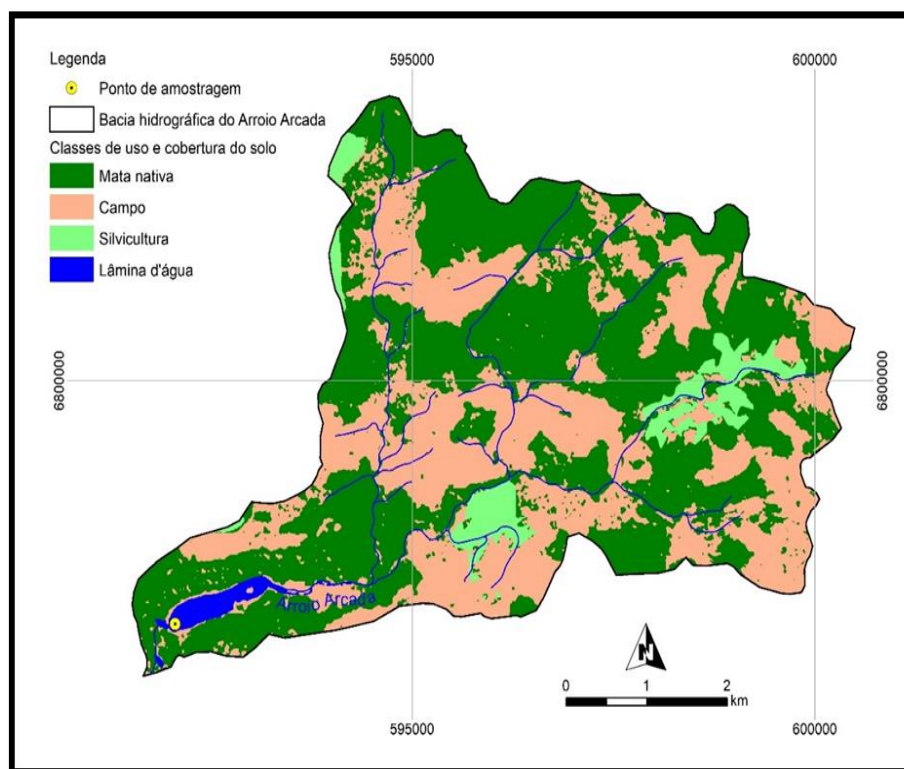 Legenda
Ponto de amostragem
Bacia hidrográfica do Arroio Arcada
Classes de uso e cobertura do solo
Mata nativa
Campo
Silvicultura
Lâmina d'água
595000
600000
6800000
6800000
Arroio Arcada
N
0 1 2
km
595000
600000